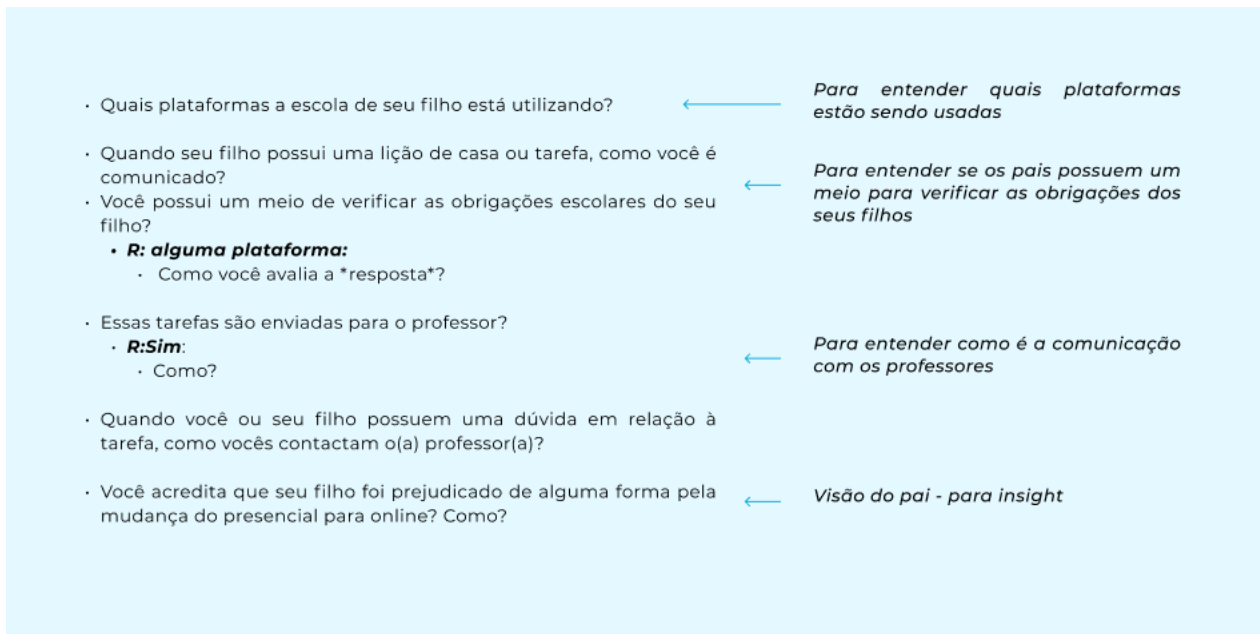 • Quais plataformas a escola de seu filho está utilizando?
Para entender quais plataformas
estão sendo usadas
• Quando seu filho possui uma lição de casa ou tarefa, como você é
comunicado?
• Você possui um meio de verificar as obrigações escolares do seu
filho?
• R: alguma plataforma:
• Como você avalia a *resposta*?
Para entender se os pais possuem um
meio para verificar as obrigações dos
seus filhos
• Essas tarefas são enviadas para o professor?
• R:Sim:
• Como?
Para entender como é a comunicação
com os professores
• Quando você ou seu filho possuem uma dúvida em relação à
tarefa, como vocês contactam o(a) professor(a)?
• Você acredita que seu filho foi prejudicado de alguma forma pela
mudança do presencial para online? Como?
Visão do pai - para insight